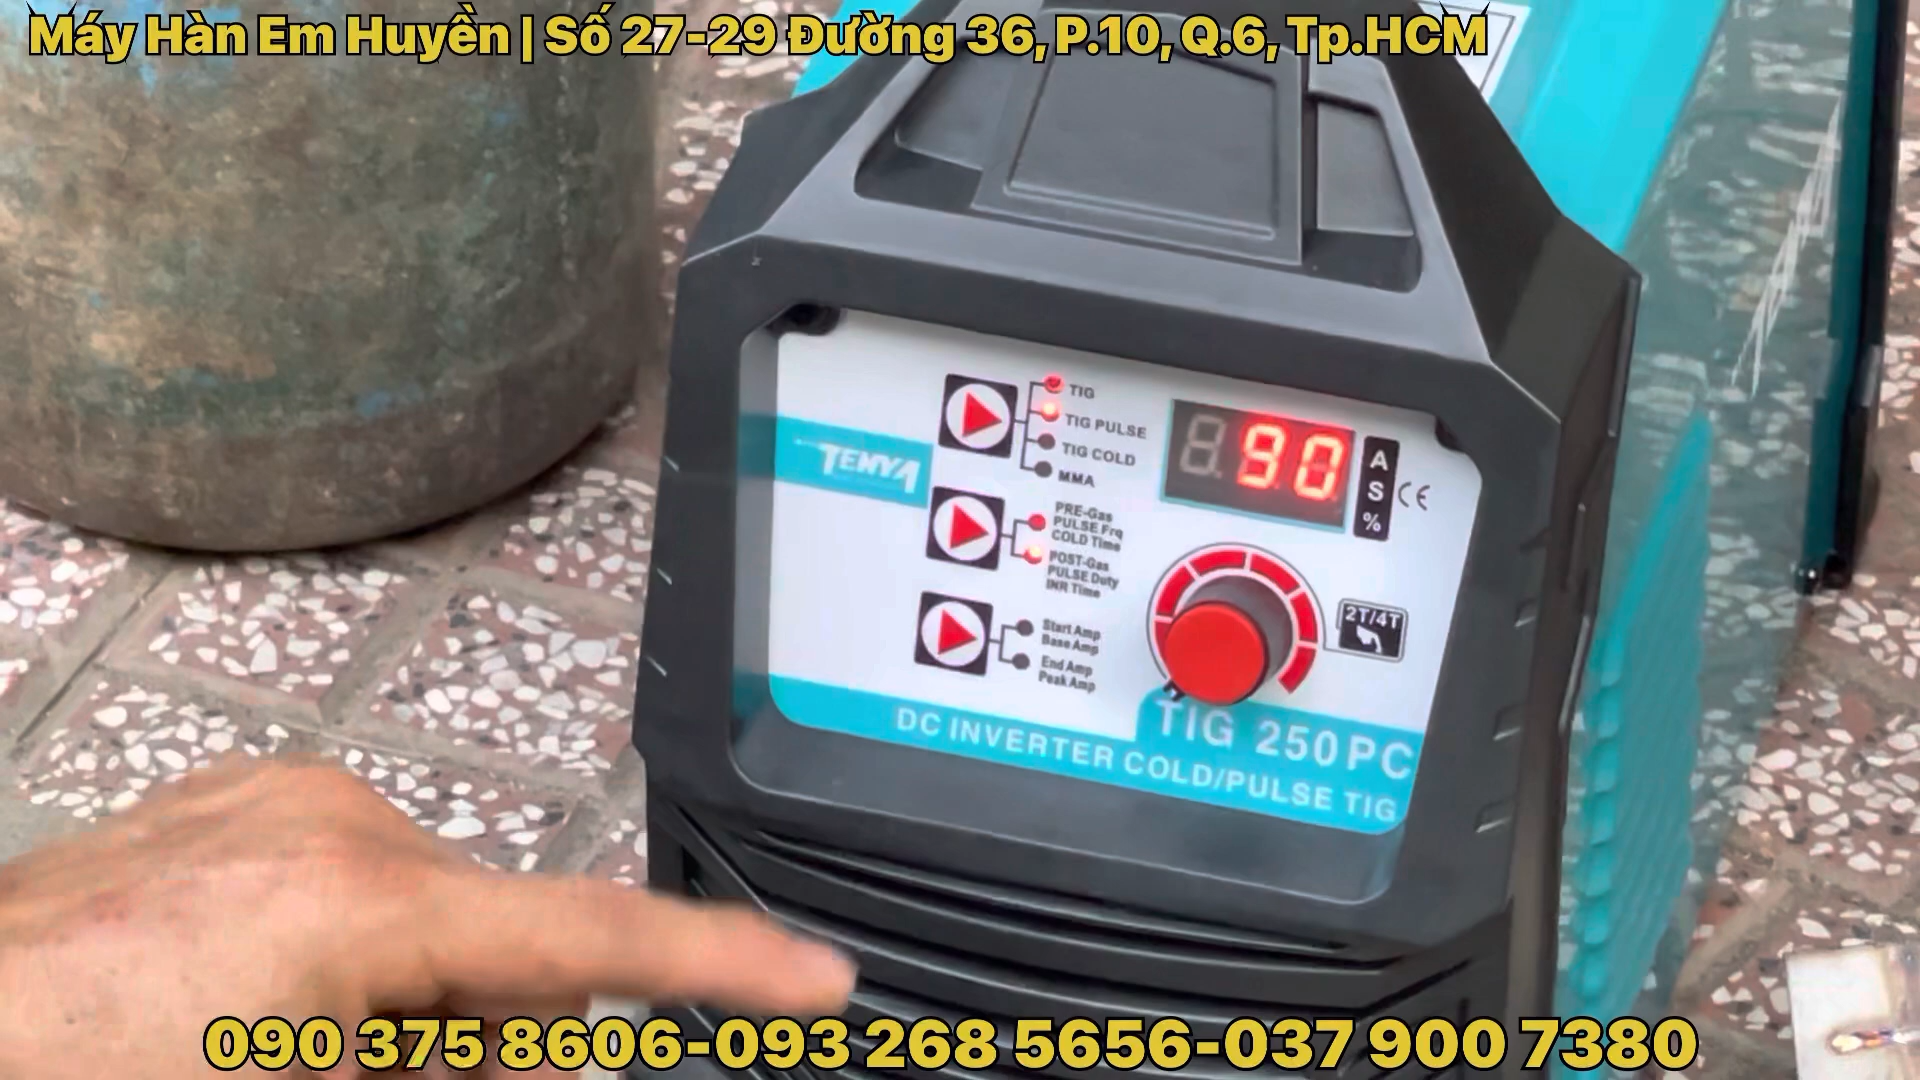 Máy Hàn Em Huyền | Số 27-29 Đường 36, P.10, Q.6, Tp.HCM
TIG
TIG PULSE
TIG COLD
MMA
90
A
S
%
CE
TENYA
PRE-Gas
PULSE Frq
COLD Time
POST-Gas
PULSE Duty
INR Time
2T/4T
Start Amp
Base Amp
End Amp
Peak Amp
TIG 250PC
DC INVERTER COLD/PULSE TIG
090 375 8606-093 268 5656-037 900 7380